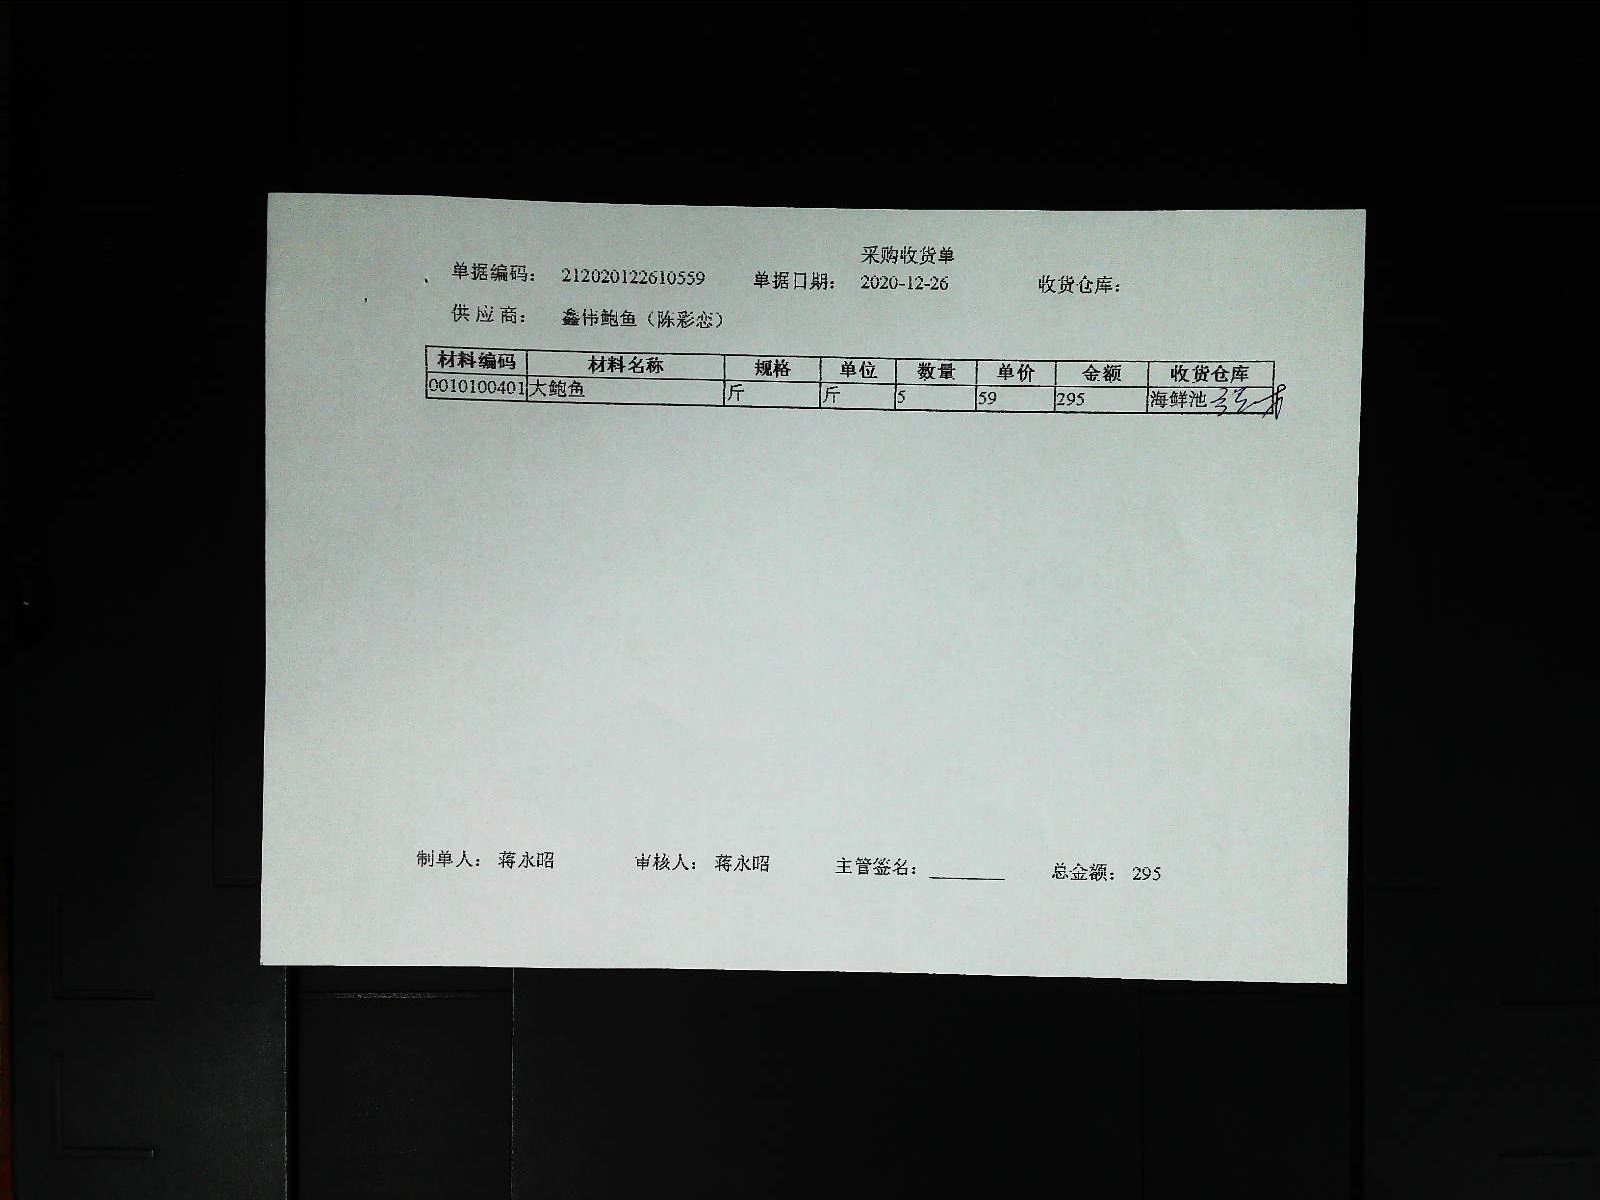 采购收货单
单据编码： 212020122610559 单据日期： 2020-12-26 收货仓库：
供 应 商： 鑫伟鲍鱼（陈彩恋）
材料编码 材料名称 规格 单位 数量 单价 金额 收货仓库
0010100401 大鲍鱼 斤 斤 5 59 295 海鲜池
制单人： 蒋永昭 审核人： 蒋永昭 主管签名： 总金额： 295